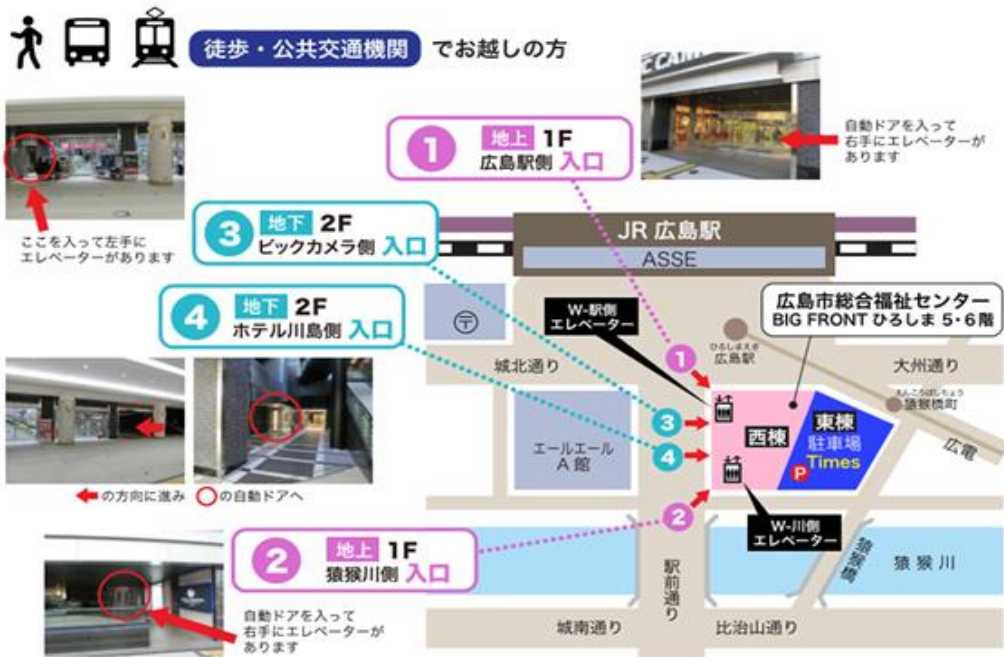 徒歩・公共交通機関 でお越しの方
C CAM
自動ドアを入って
右手にエレベーターが
あります
1
地上 1F
広島駅側 入口
ここを入って左手に
エレベーターがあります
3
地下 2F
ビックカメラ側 入口
4
地下 2F
ホテル川島側 入口
← の方向に進み ○の自動ドアへ
2
地上 1F
猿猴川側 入口
自動ドアを入って
右手にエレベーターが
あります
JR 広島駅
ASSE
広島市総合福祉センター
BIG FRONT ひろしま 5・6階
W-駅側
エレベーター
〒
ひろしまえき
広島駅
城北通り
大州通り
1
えんこうばしちょう
猿猴橋町
広電
3
4
エールエール
A 館
西棟
東棟
駐車場
Times
P
2
W-川側
エレベーター
駅前通り
猿猴橋
猿猴川
城南通り
比治山通り